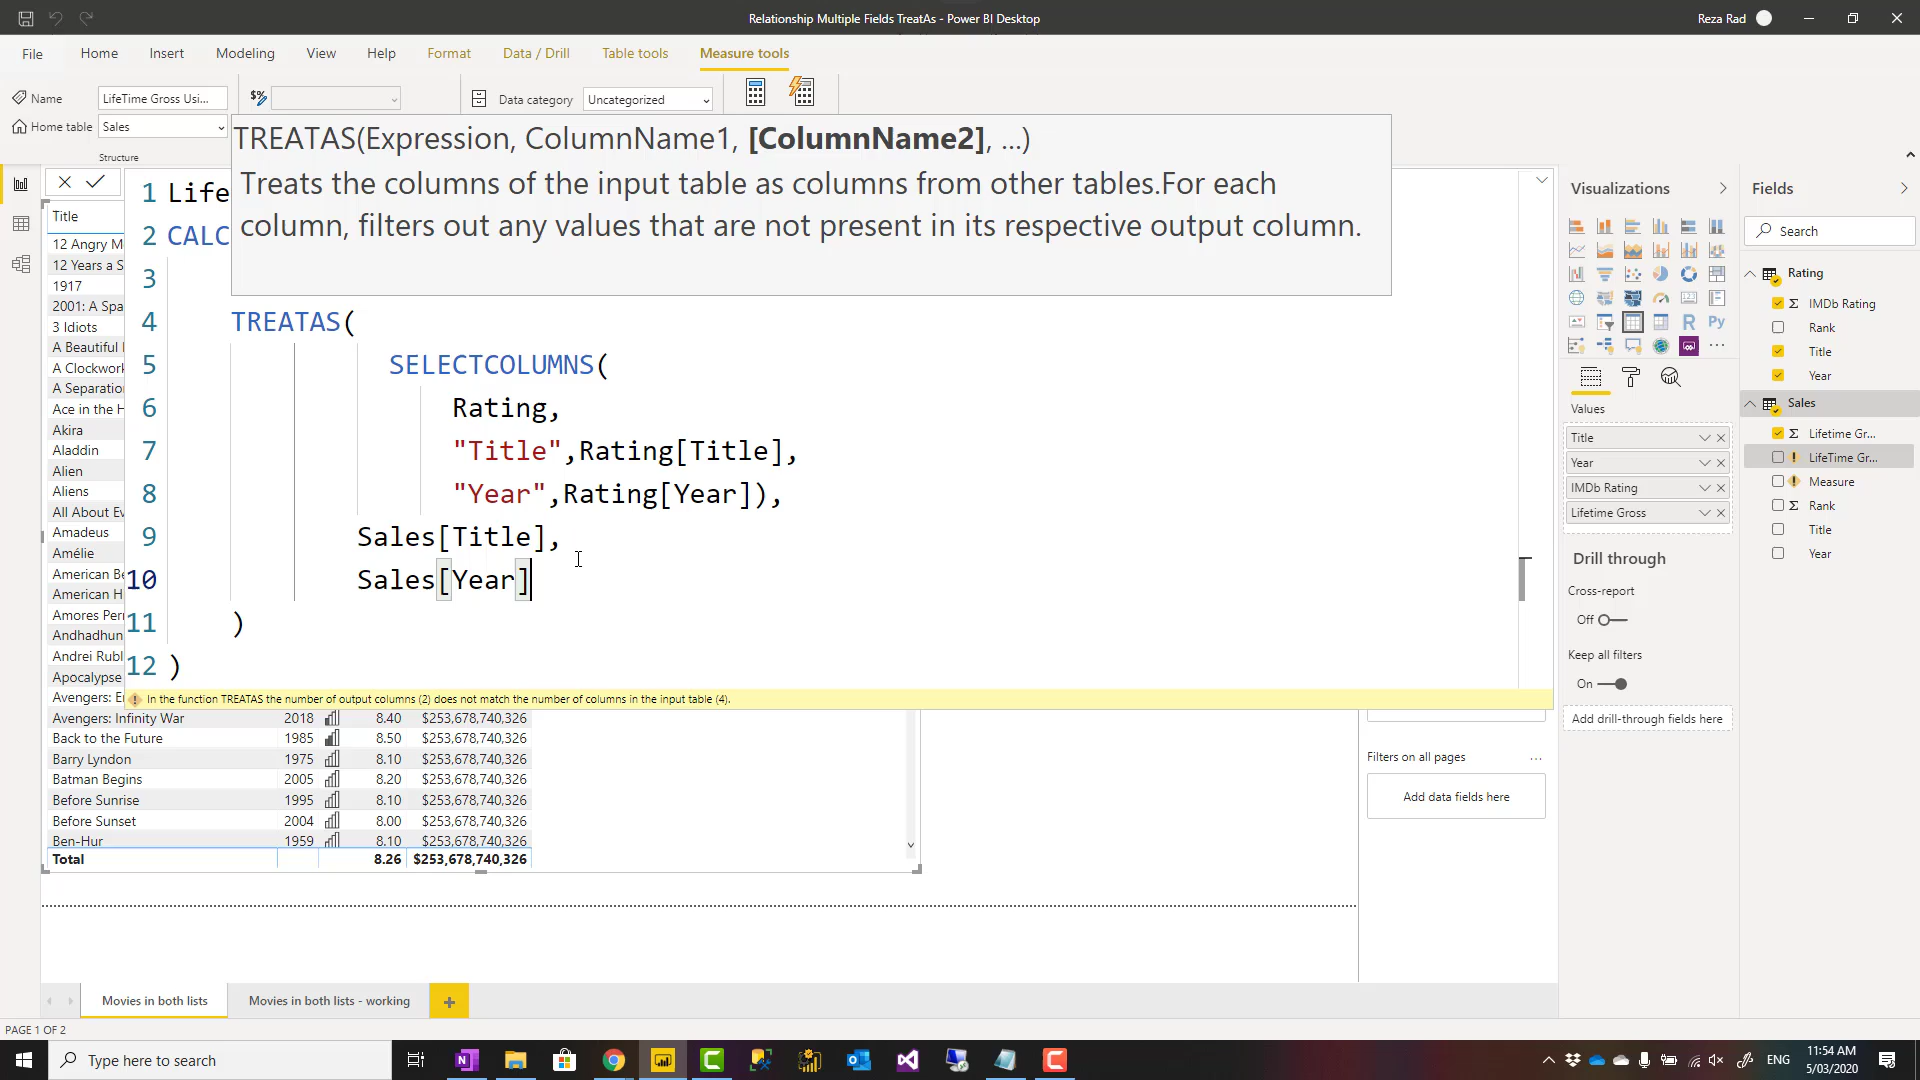 Relationship Multiple Fields TreatAs - Power BI Desktop
Reza Rad
File Home Insert Modeling View Help Format Data / Drill Table tools Measure tools
Name LifeTime Gross Usi...
Home table Sales
Structure
$%
Data category Uncategorized
TREATAS(Expression, ColumnName1, [ColumnName2], ...)
Treats the columns of the input table as columns from other tables.For each
column, filters out any values that are not present in its respective output column.
1 Life
2 CALC
3
4 TREATAS(
5 SELECTCOLUMNS(
6 Rating,
7 "Title",Rating[Title],
8 "Year",Rating[Year]),
9 Sales[Title],
10 Sales[Year]
11 )
12 )
In the function TREATAS the number of output columns (2) does not match the number of columns in the input table (4).
Title
12 Angry M
12 Years a S
1917
2001: A Spa
3 Idiots
A Beautiful
A Clockwork
A Separation
Ace in the H
Akira
Aladdin
Alien
Aliens
All About Ev
Amadeus
Amélie
American Be
American H
Amores Perr
Andhadhun
Andrei Rubl
Apocalypse
Avengers: E
Avengers: Infinity War 2018 8.40 $253,678,740,326
Back to the Future 1985 8.50 $253,678,740,326
Barry Lyndon 1975 8.10 $253,678,740,326
Batman Begins 2005 8.20 $253,678,740,326
Before Sunrise 1995 8.10 $253,678,740,326
Before Sunset 2004 8.00 $253,678,740,326
Ben-Hur 1959 8.10 $253,678,740,326
Total 8.26 $253,678,740,326
Filters on all pages ...
Add data fields here
Visualizations
R Py
...
Values
Title
Year
IMDb Rating
Lifetime Gross
Drill through
Cross-report
Off
Keep all filters
On
Add drill-through fields here
Fields
Search
Rating
Σ IMDb Rating
Rank
Title
Year
Sales
Σ Lifetime Gr...
LifeTime Gr...
Measure
Σ Rank
Title
Year
Movies in both lists Movies in both lists - working +
PAGE 1 OF 2
Type here to search
ENG
11:54 AM
5/03/2020